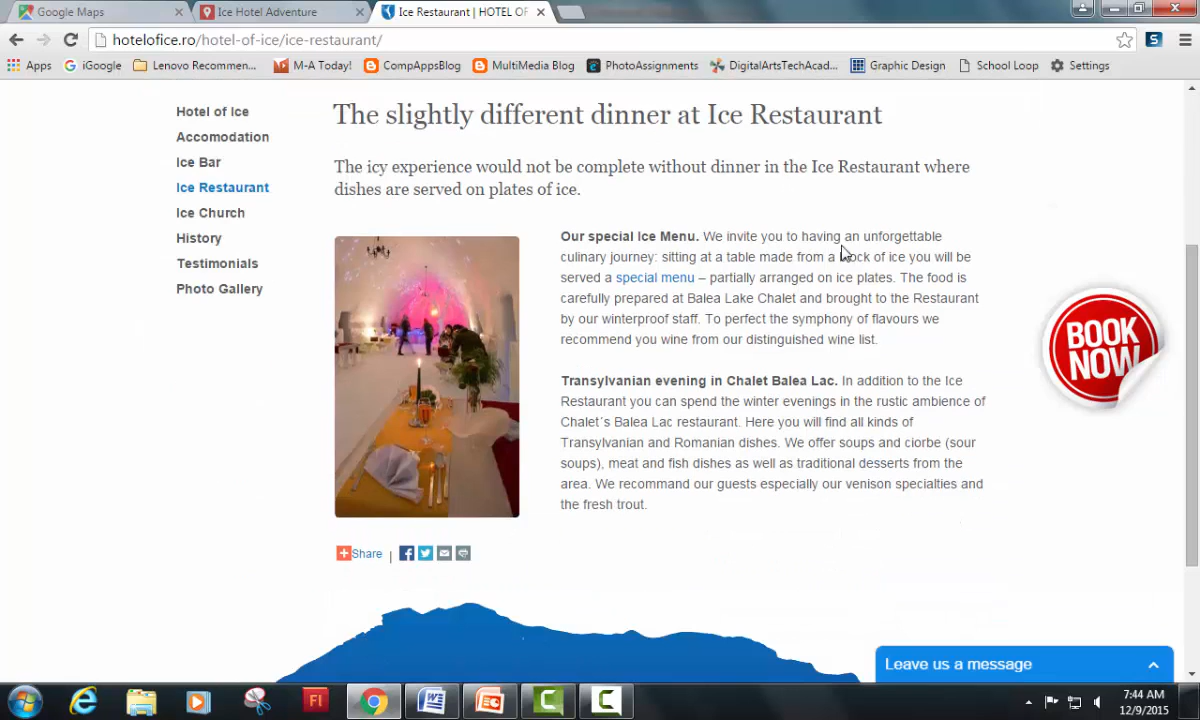 Google Maps
Ice Hotel Adventure
Ice Restaurant | HOTEL OF
hotelofice.ro/hotel-of-ice/ice-restaurant/
Apps
iGoogle
Lenovo Recommen...
M-A Today!
CompAppsBlog
MultiMedia Blog
PhotoAssignments
DigitalArtsTechAcad...
Graphic Design
School Loop
Settings
Hotel of Ice
Accomodation
Ice Bar
Ice Restaurant
Ice Church
History
Testimonials
Photo Gallery
The slightly different dinner at Ice Restaurant
The icy experience would not be complete without dinner in the Ice Restaurant where
dishes are served on plates of ice.
Our special Ice Menu. We invite you to having an unforgettable
culinary journey: sitting at a table made from a block of ice you will be
served a special menu – partially arranged on ice plates. The food is
carefully prepared at Balea Lake Chalet and brought to the Restaurant
by our winterproof staff. To perfect the symphony of flavours we
recommend you wine from our distinguished wine list.
Transylvanian evening in Chalet Balea Lac. In addition to the Ice
Restaurant you can spend the winter evenings in the rustic ambience of
Chalet´s Balea Lac restaurant. Here you will find all kinds of
Transylvanian and Romanian dishes. We offer soups and ciorbe (sour
soups), meat and fish dishes as well as traditional desserts from the
area. We recommand our guests especially our venison specialties and
the fresh trout.
Share |
BOOK
NOW
Leave us a message
7:44 AM
12/9/2015